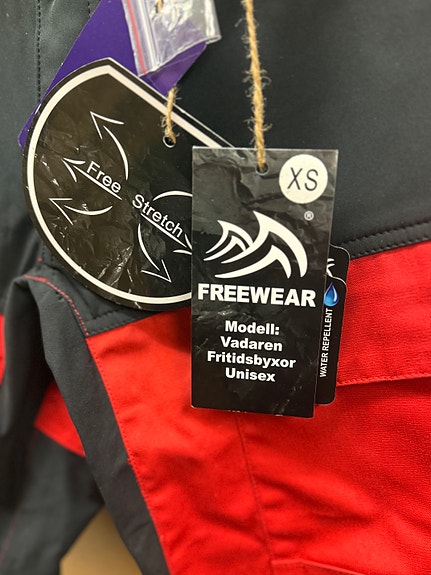 Free
Stretch
XS
®
FREEWEAR
Modell:
Vadaren
Fritidsbyxor
Unisex
WATER REPELLENT